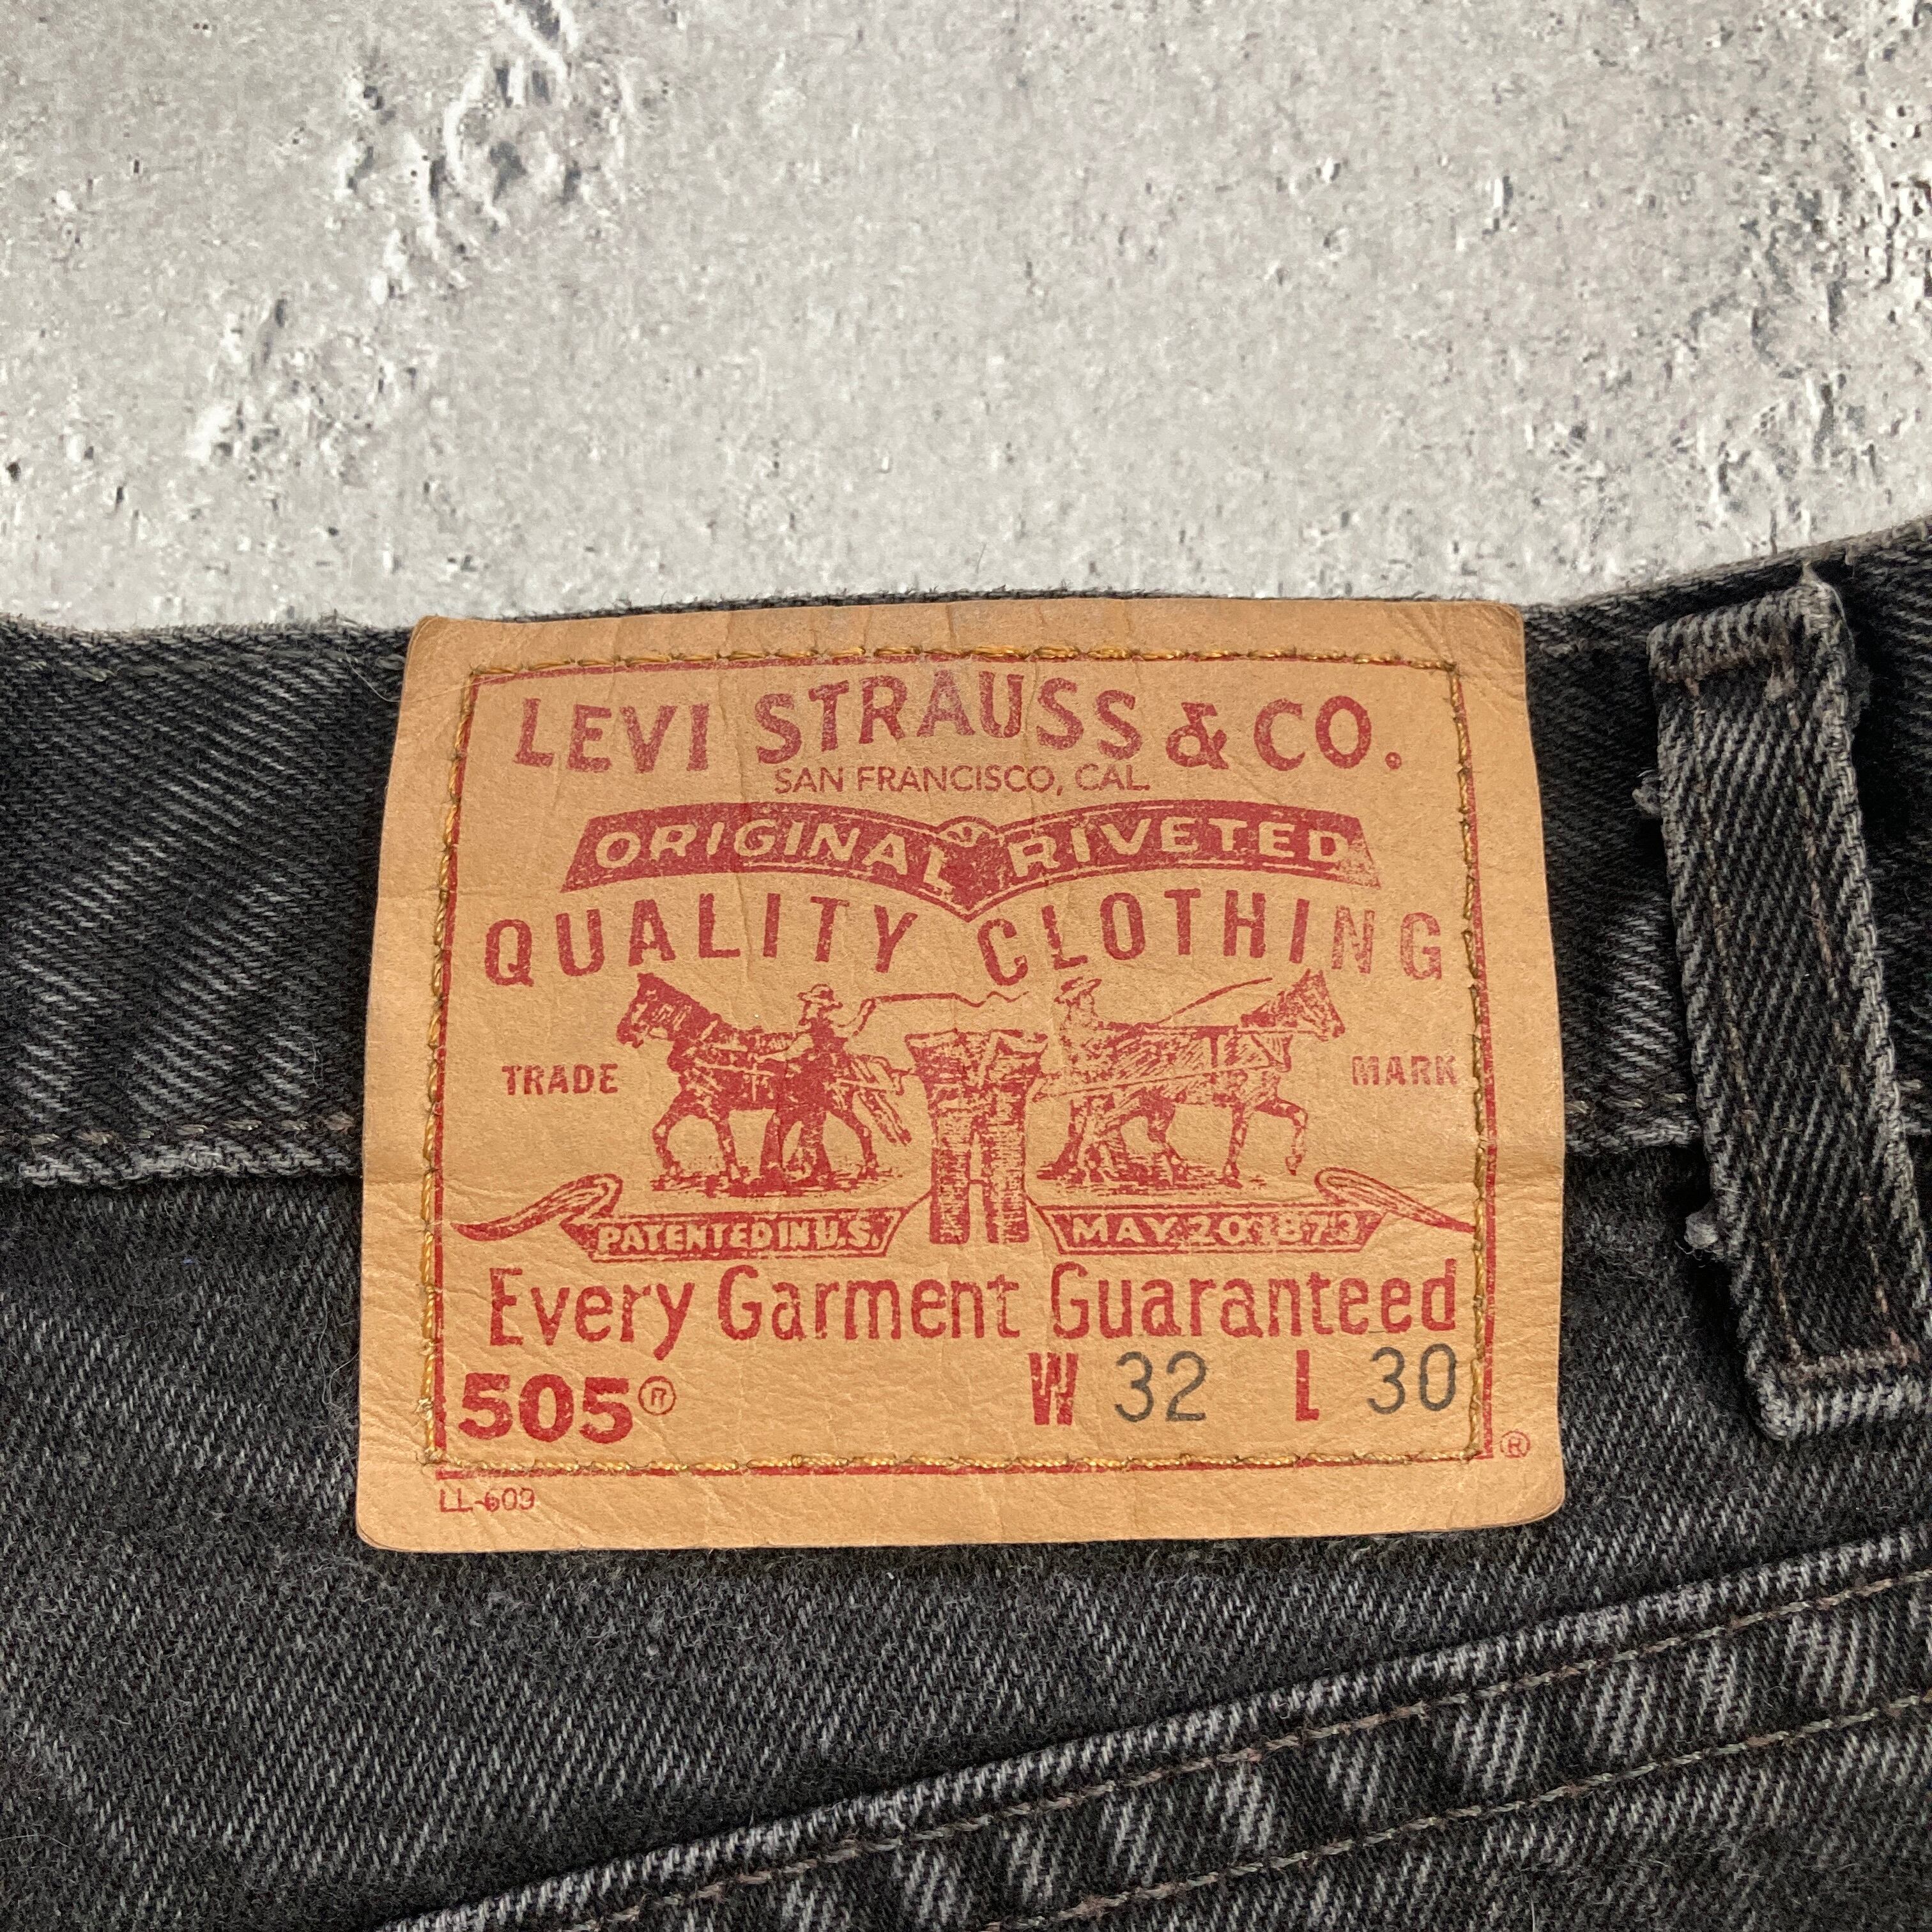 LEVI STRAUSS & CO.
SAN FRANCISCO, CAL.
ORIGINAL RIVETED
QUALITY CLOTHING
TRADE MARK
PATENTED IN U.S. MAY 20 1873
Every Garment Guaranteed
505® W 32 L 30
®
LL-609